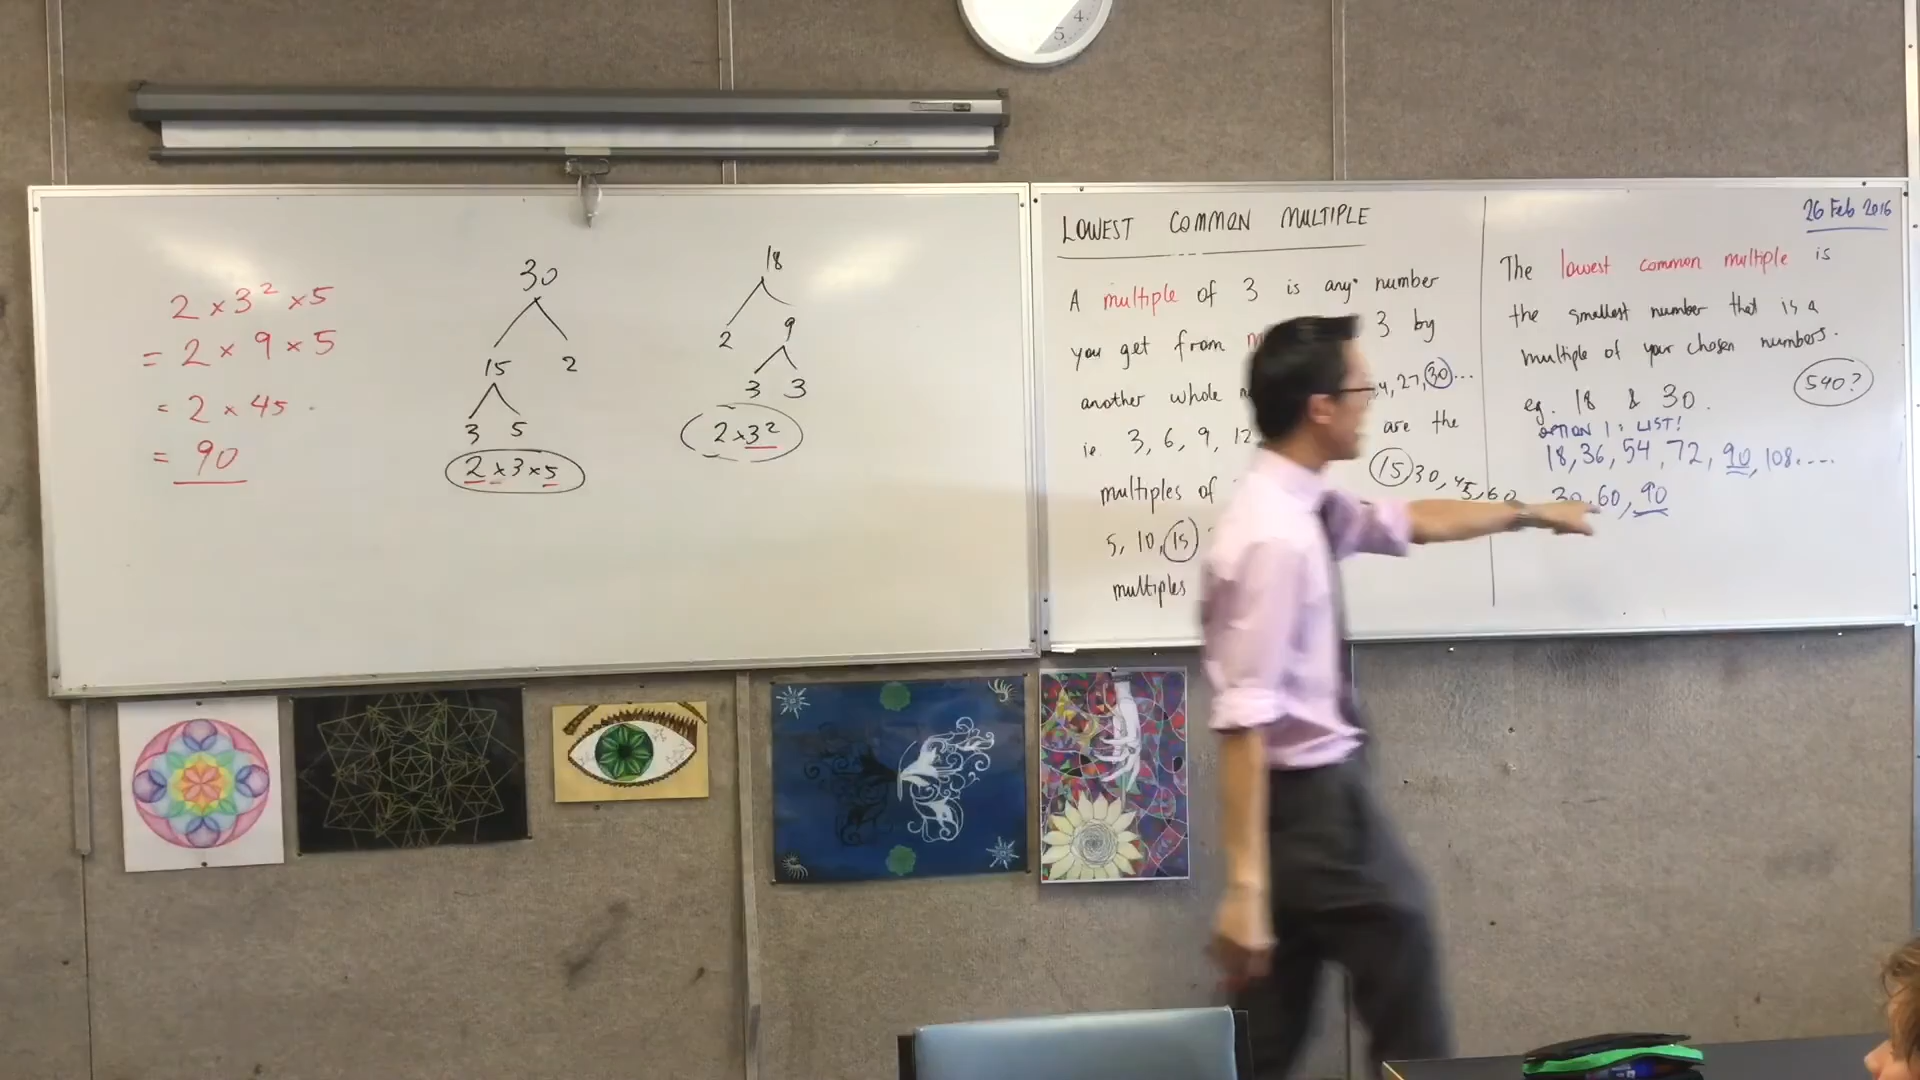 4
5
2 x 3² x 5
= 2 x 9 x 5
= 2 x 45
= 90
30
15 2
3 5
2 x 3 x 5
18
2 9
3 3
2 x 3²
LOWEST COMMON MULTIPLE
A multiple of 3 is any number
you get from 3 by
another whole
ie. 3, 6, 9, 12 27, 30...
multiples of are the
15 30, 45, 60
5, 10, 15
multiples
26 Feb 2016
The lowest common multiple is
the smallest number that is a
multiple of your chosen numbers.
540?
eg. 18 & 30.
OPTION 1: LIST!
18, 36, 54, 72, 90, 108....
30, 60, 90